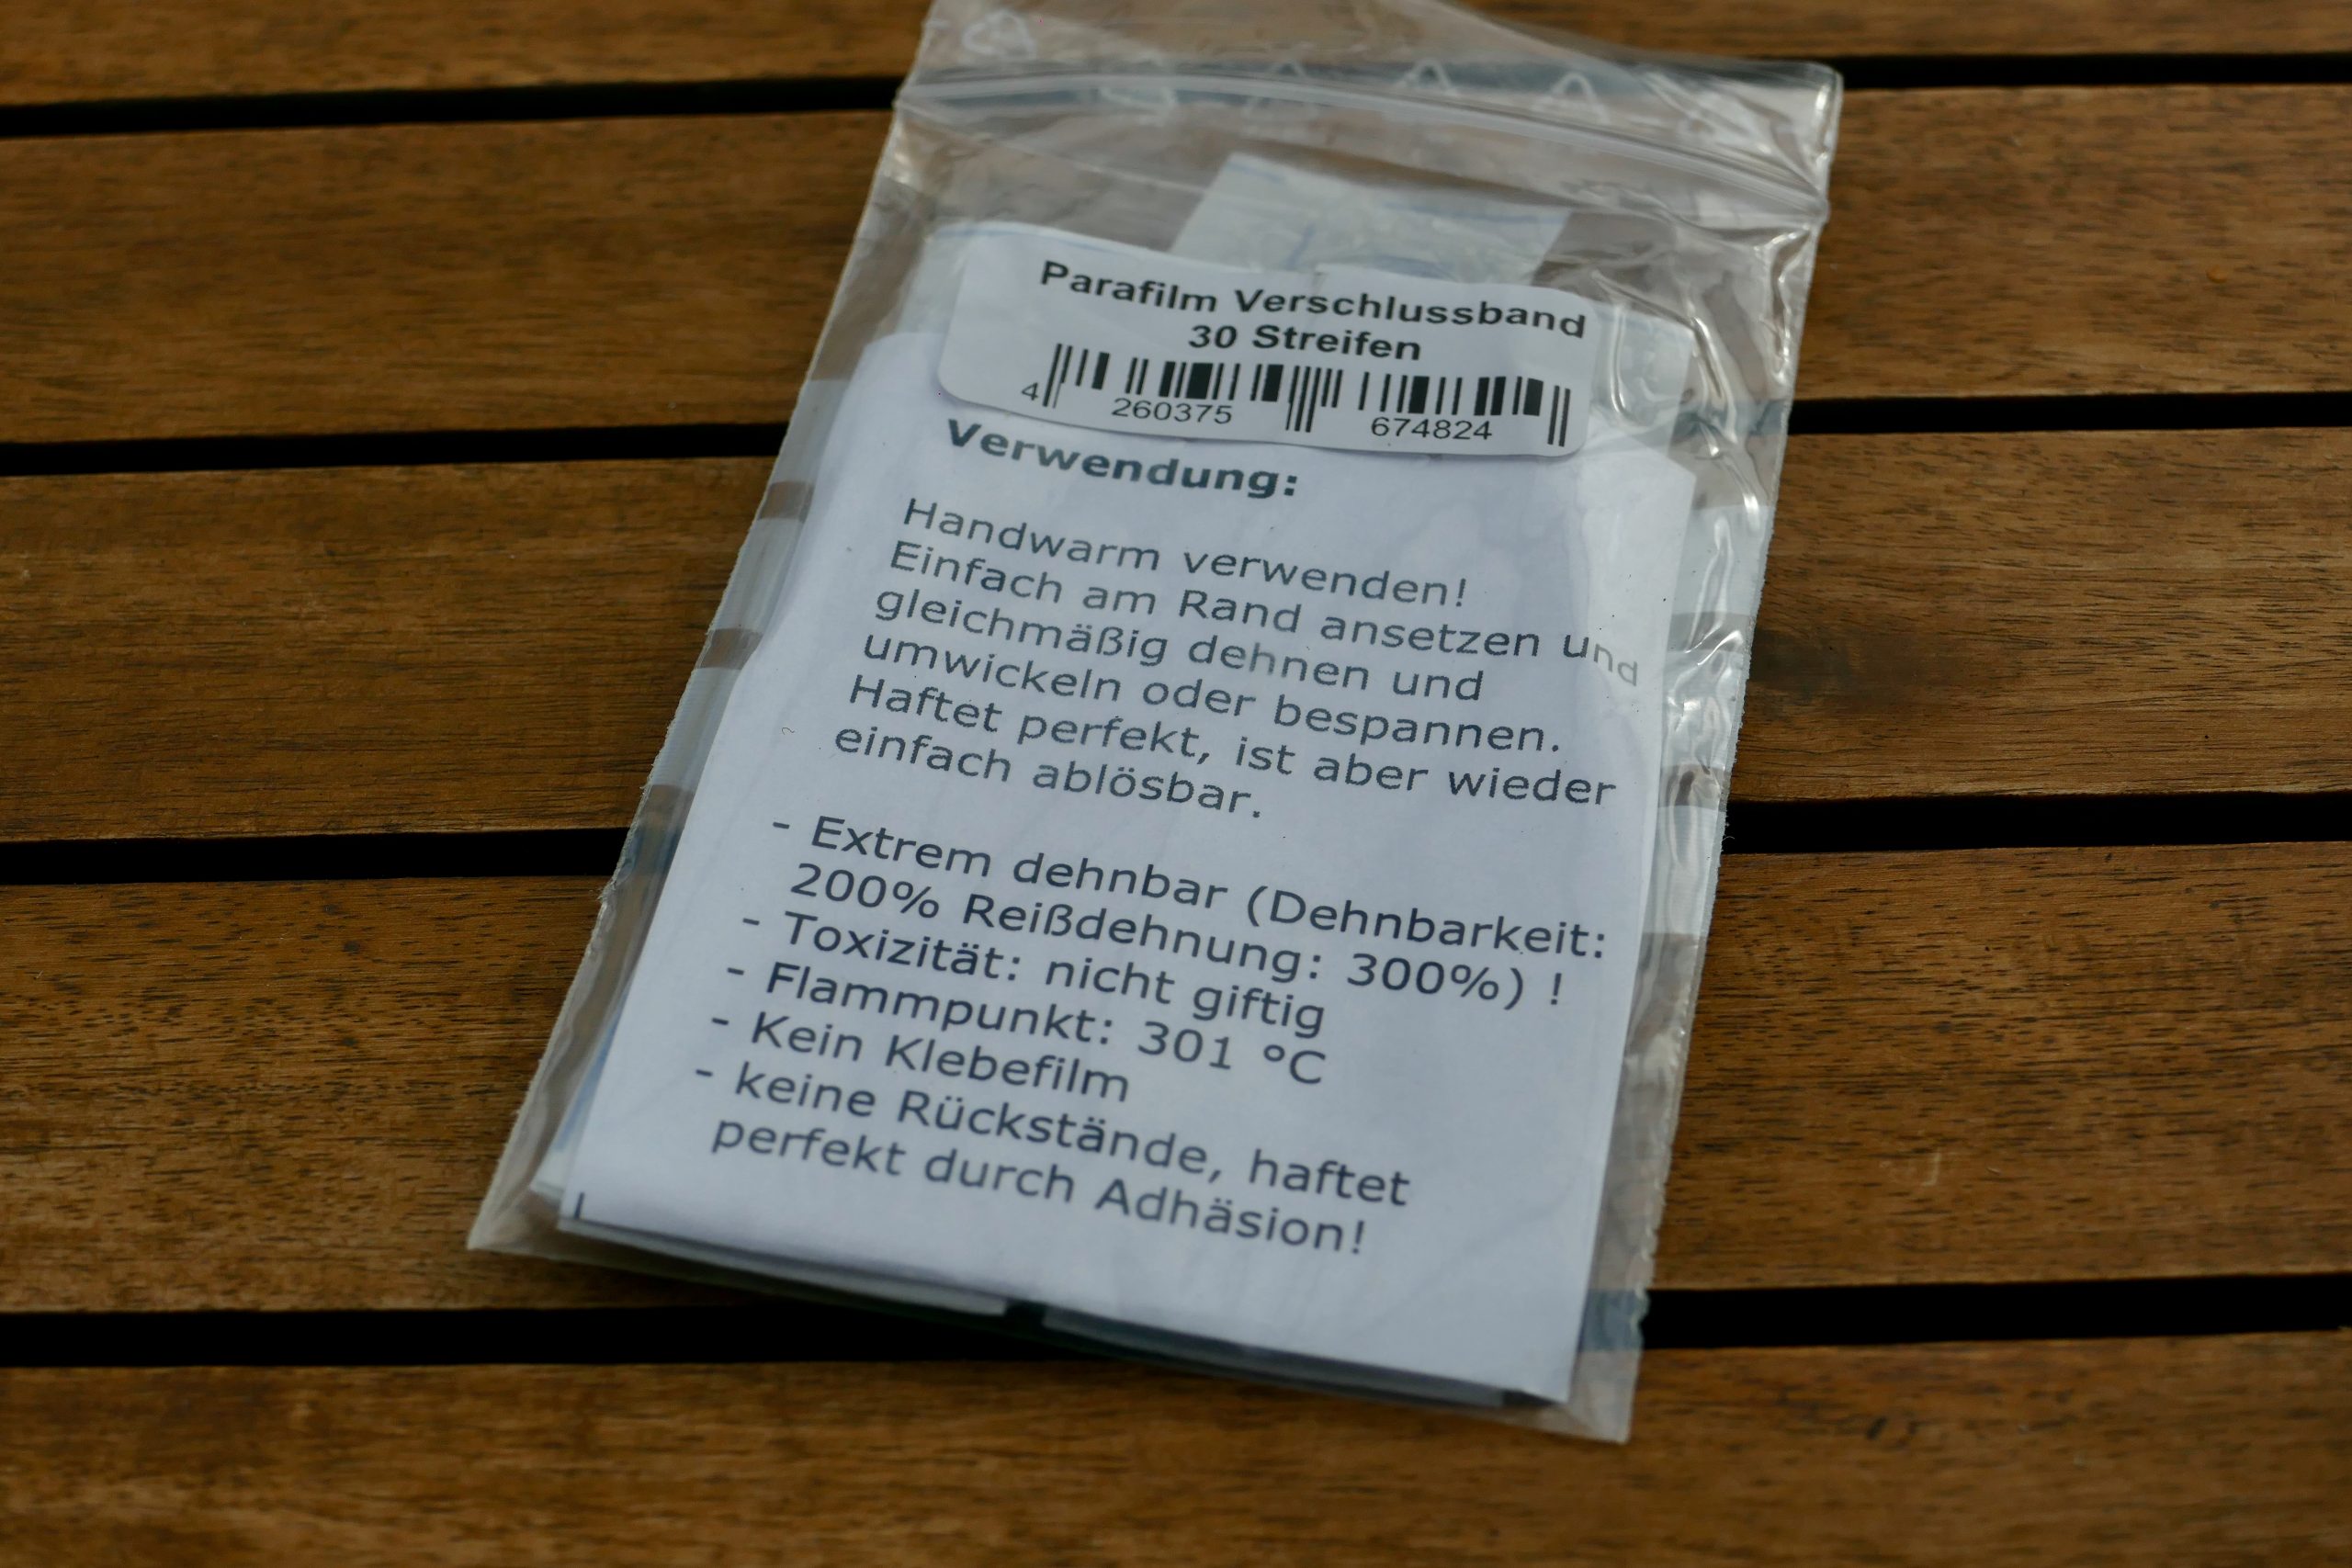 Parafilm Verschlussband
30 Streifen
4 260375 674824
Verwendung:
Handwarm verwenden!
Einfach am Rand ansetzen und
gleichmäßig dehnen und
umwickeln oder bespannen.
Haftet perfekt, ist aber wieder
einfach ablösbar.
- Extrem dehnbar (Dehnbarkeit:
200% Reißdehnung: 300%) !
- Toxizität: nicht giftig
- Flammpunkt: 301 °C
- Kein Klebefilm
- keine Rückstände, haftet
perfekt durch Adhäsion!